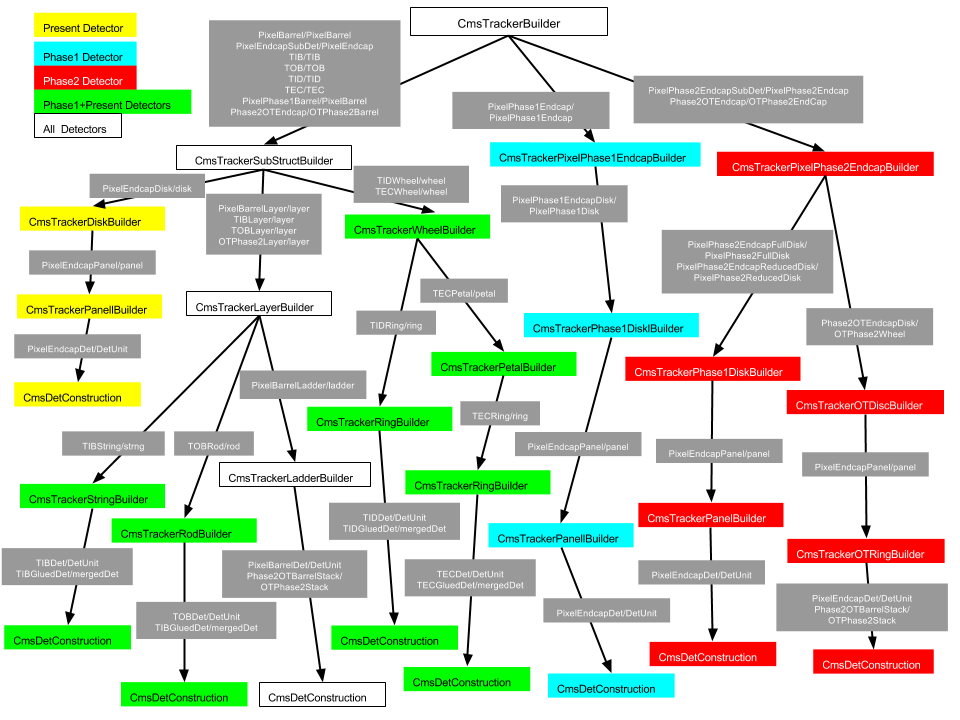 CmsTrackerBuilder
Present Detector
Phase1 Detector
Phase2 Detector
Phase1+Present Detectors
All Detectors
PixelBarrel/PixelBarrel
PixelEndcapSubDet/PixelEndcap
TIB/TIB
TOB/TOB
TID/TID
TEC/TEC
PixelPhase1Barrel/PixelBarrel
Phase2OTEndcap/OTPhase2Barrel
PixelPhase1Endcap/
PixelPhase1Endcap
PixelPhase2EndcapSubDet/PixelPhase2Endcap
Phase2OTEndcap/OTPhase2EndCap
CmsTrackerSubStructBuilder
CmsTrackerPixelPhase1EndcapBuilder
CmsTrackerPixelPhase2EndcapBuilder
PixelEndcapDisk/disk
PixelBarrelLayer/layer
TIBLayer/layer
TOBLayer/layer
OTPhase2Layer/layer
TIDWheel/wheel
TECWheel/wheel
PixelPhase1EndcapDisk/
PixelPhase1Disk
CmsTrackerDiskBuilder
CmsTrackerWheelBuilder
PixelPhase2EndcapFullDisk/
PixelPhase2FullDisk
PixelPhase2EndcapReducedDisk/
PixelPhase2ReducedDisk
PixelEndcapPanel/panel
TECPetal/petal
CmsTrackerPanellBuilder
CmsTrackerLayerBuilder
TIDRing/ring
CmsTrackerPhase1DisklBuilder
Phase2OTEndcapDisk/
OTPhase2Wheel
PixelEndcapDet/DetUnit
CmsTrackerPetalBuilder
CmsTrackerPhase1DiskBuilder
PixelBarrelLadder/ladder
CmsDetConstruction
CmsTrackerOTDiscBuilder
TECRing/ring
CmsTrackerRingBuilder
TIBString/strng
TOBRod/rod
PixelEndcapPanel/panel
PixelEndcapPanel/panel
PixelEndcapPanel/panel
CmsTrackerLadderBuilder
CmsTrackerRingBuilder
CmsTrackerStringBuilder
TIDDet/DetUnit
TIDGluedDet/mergedDet
CmsTrackerPanelBuilder
CmsTrackerRodBuilder
CmsTrackerPanellBuilder
CmsTrackerOTRingBuilder
TIBDet/DetUnit
TIBGluedDet/mergedDet
PixelBarrelDet/DetUnit
Phase2OTBarrelStack/
OTPhase2Stack
TECDet/DetUnit
TECGluedDet/mergedDet
PixelEndcapDet/DetUnit
PixelEndcapDet/DetUnit
PixelEndcapDet/DetUnit
Phase2OTBarrelStack/
OTPhase2Stack
TOBDet/DetUnit
TIBGluedDet/mergedDet
CmsDetConstruction
CmsDetConstruction
CmsDetConstruction
CmsDetConstruction
CmsDetConstruction
CmsDetConstruction
CmsDetConstruction
CmsDetConstruction
CmsDetConstruction